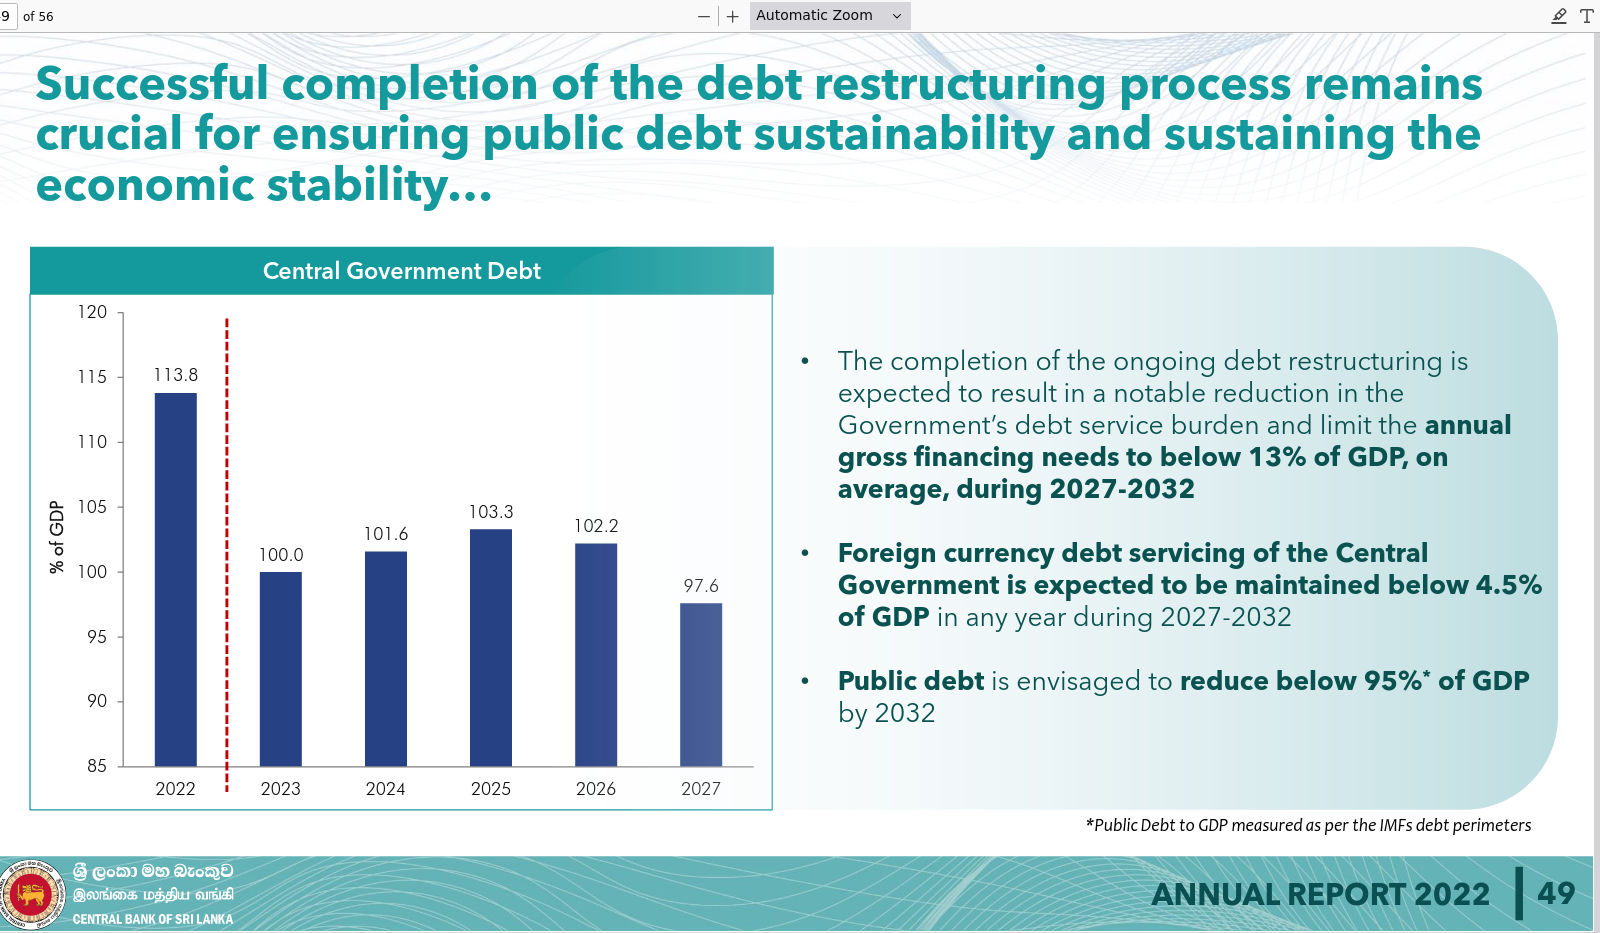 9 of 56
Automatic Zoom
Successful completion of the debt restructuring process remains
crucial for ensuring public debt sustainability and sustaining the
economic stability...
Central Government Debt
120
115
110
105
100
95
90
85
% of GDP
113.8
100.0
101.6
103.3
102.2
97.6
2022
2023
2024
2025
2026
2027
• The completion of the ongoing debt restructuring is
expected to result in a notable reduction in the
Government's debt service burden and limit the annual
gross financing needs to below 13% of GDP, on
average, during 2027-2032
• Foreign currency debt servicing of the Central
Government is expected to be maintained below 4.5%
of GDP in any year during 2027-2032
• Public debt is envisaged to reduce below 95%* of GDP
by 2032
*Public Debt to GDP measured as per the IMFs debt perimeters
ශ්‍රී ලංකා මහ බැංකුව
இலங்கை மத்திய வங்கி
CENTRAL BANK OF SRI LANKA
ANNUAL REPORT 2022
49